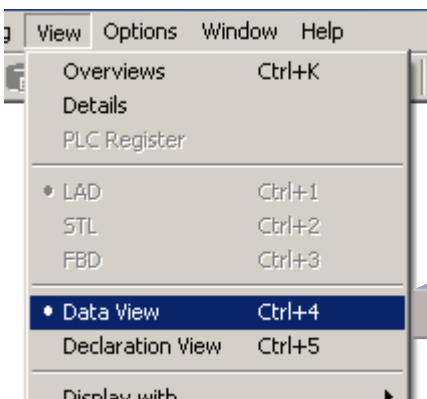 View Options Window Help
Overviews Ctrl+K
Details
PLC Register
LAD Ctrl+1
STL Ctrl+2
FBD Ctrl+3
Data View Ctrl+4
Declaration View Ctrl+5
Display with